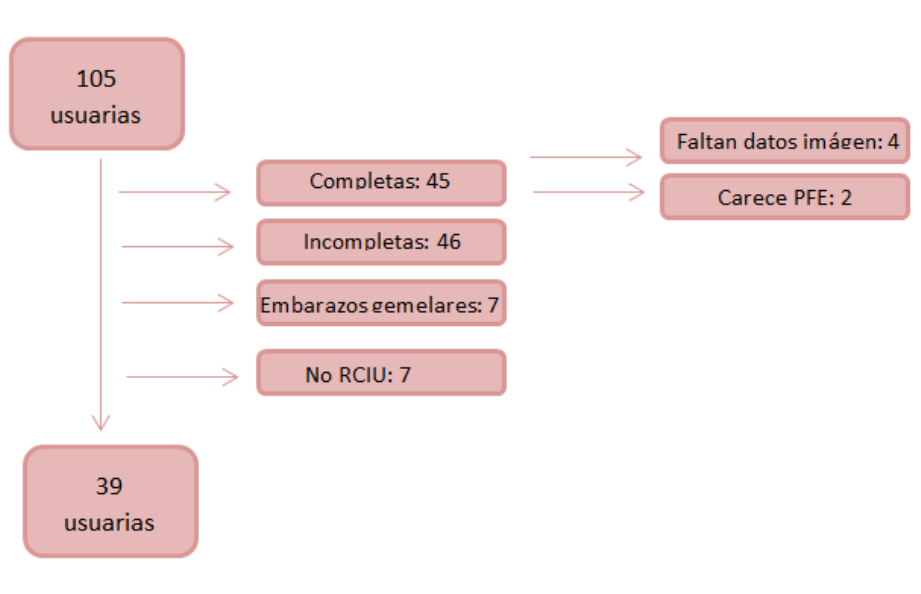 105
usuarias
Faltan datos imágen: 4
Completas: 45
Carece PFE: 2
Incompletas: 46
Embarazos gemelares: 7
No RCIU: 7
39
usuarias